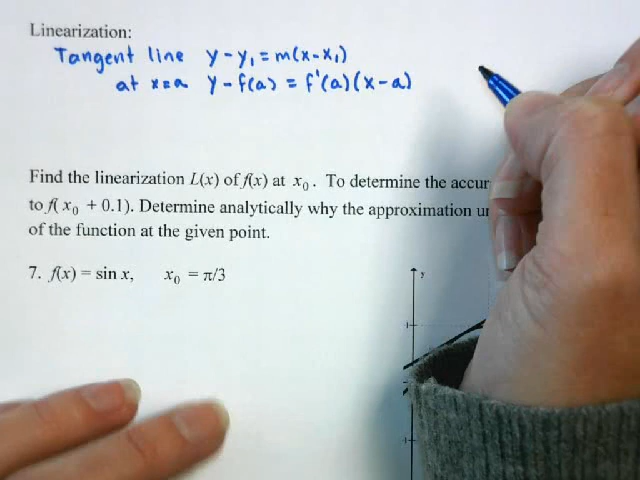 Linearization:
Tangent line y - y₁ = m(x - x₁)
at x=a y - f(a) = f'(a)(x - a)
Find the linearization L(x) of f(x) at x₀. To determine the
to f( x₀ + 0.1). Determine analytically why the approximation
of the function at the given point.
7. f(x) = sin x, x₀ = π/3
y